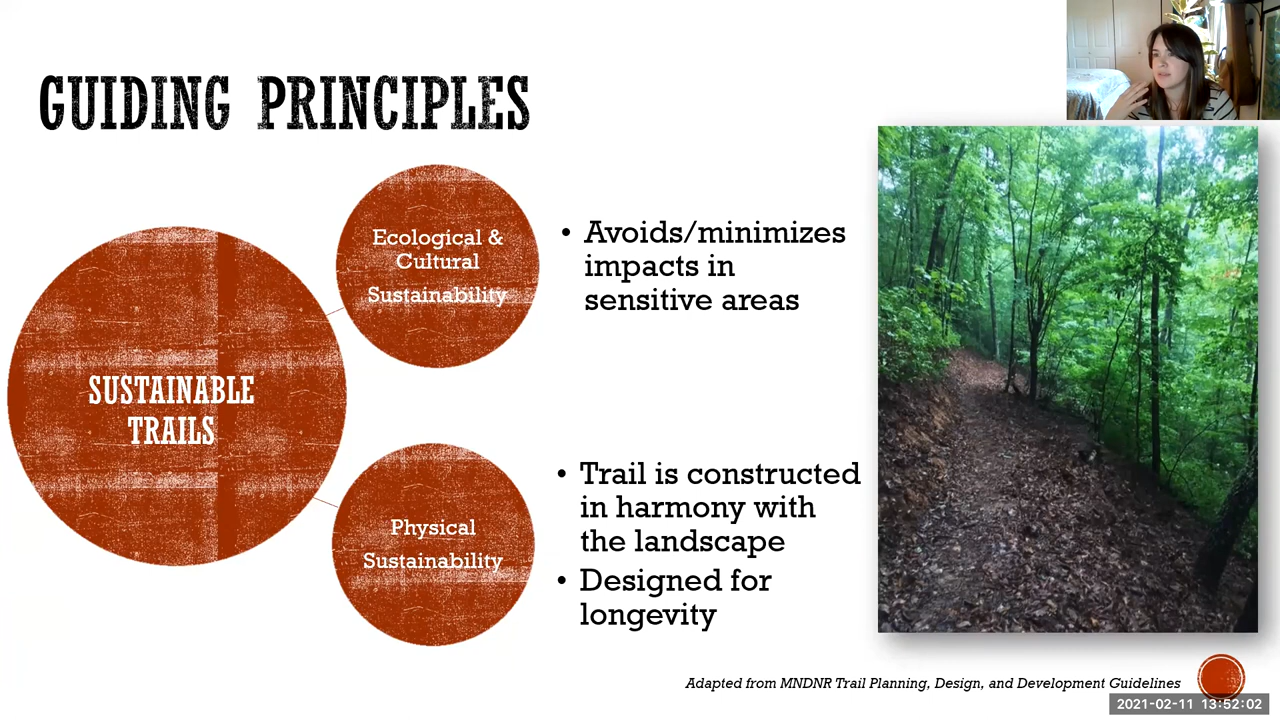 GUIDING PRINCIPLES
SUSTAINABLE
TRAILS
Ecological &
Cultural
Sustainability
• Avoids/minimizes
impacts in
sensitive areas
Physical
Sustainability
• Trail is constructed
in harmony with
the landscape
• Designed for
longevity
Adapted from MNDNR Trail Planning, Design, and Development Guidelines
2021-02-11 13:52:02